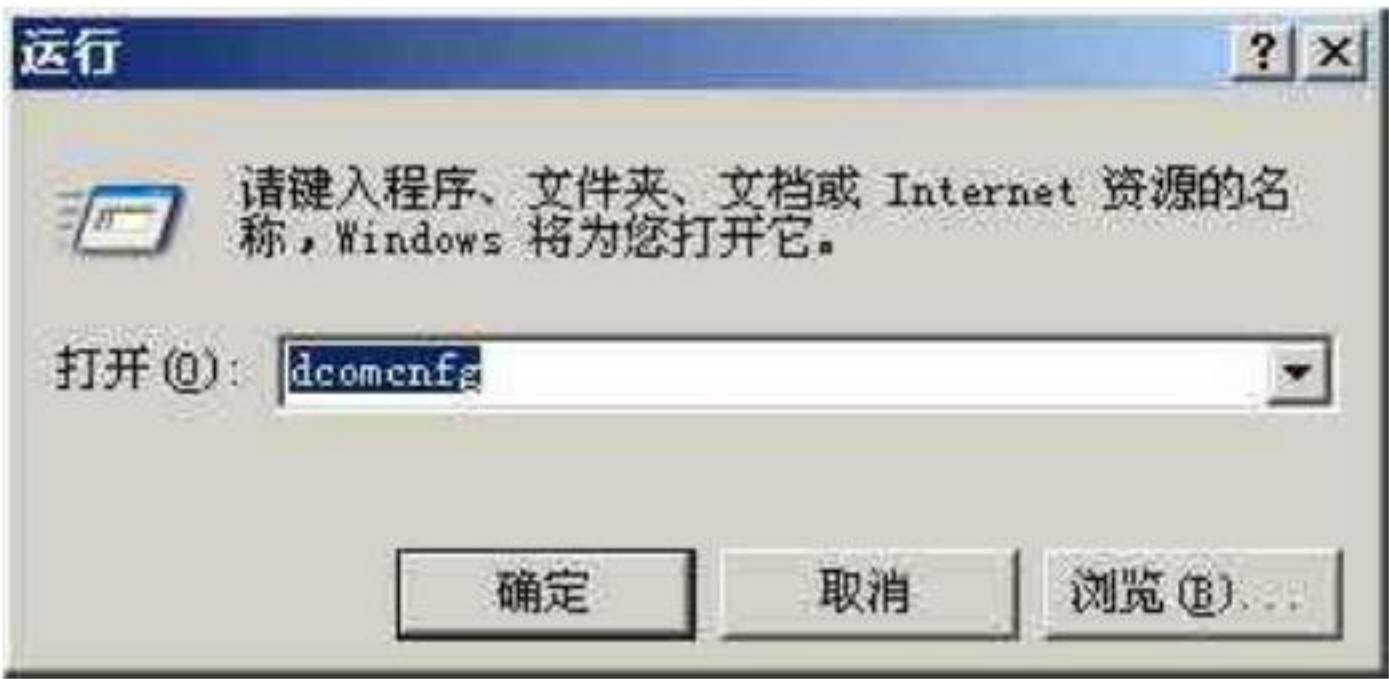 运行
请键入程序、文件夹、文档或 Internet 资源的名
称，Windows 将为您打开它。
打开(O): dcomcnfg
确定 取消 浏览(B)...